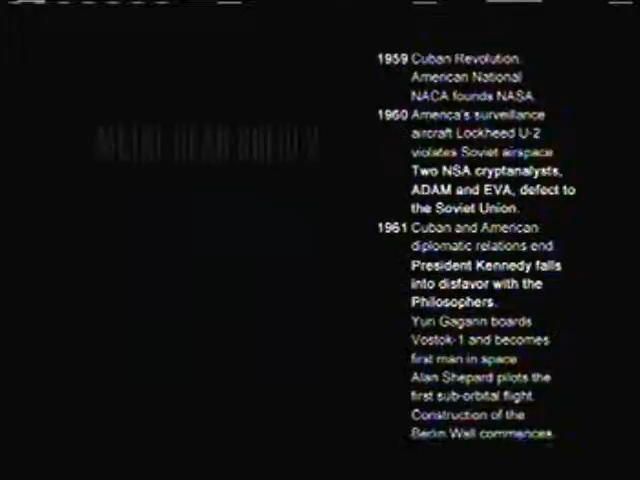 METAL GEAR SOLID V
1959 Cuban Revolution.
American National
NACA founds NASA.
1960 America's surveillance
aircraft Lockheed U-2
violates Soviet airspace.
Two NSA cryptanalysts,
ADAM and EVA, defect to
the Soviet Union.
1961 Cuban and American
diplomatic relations end.
President Kennedy falls
into disfavor with the
Philosophers.
Yuri Gagarin boards
Vostok-1 and becomes
first man in space.
Alan Shepard pilots the
first sub-orbital flight.
Construction of the
Berlin Wall commences.